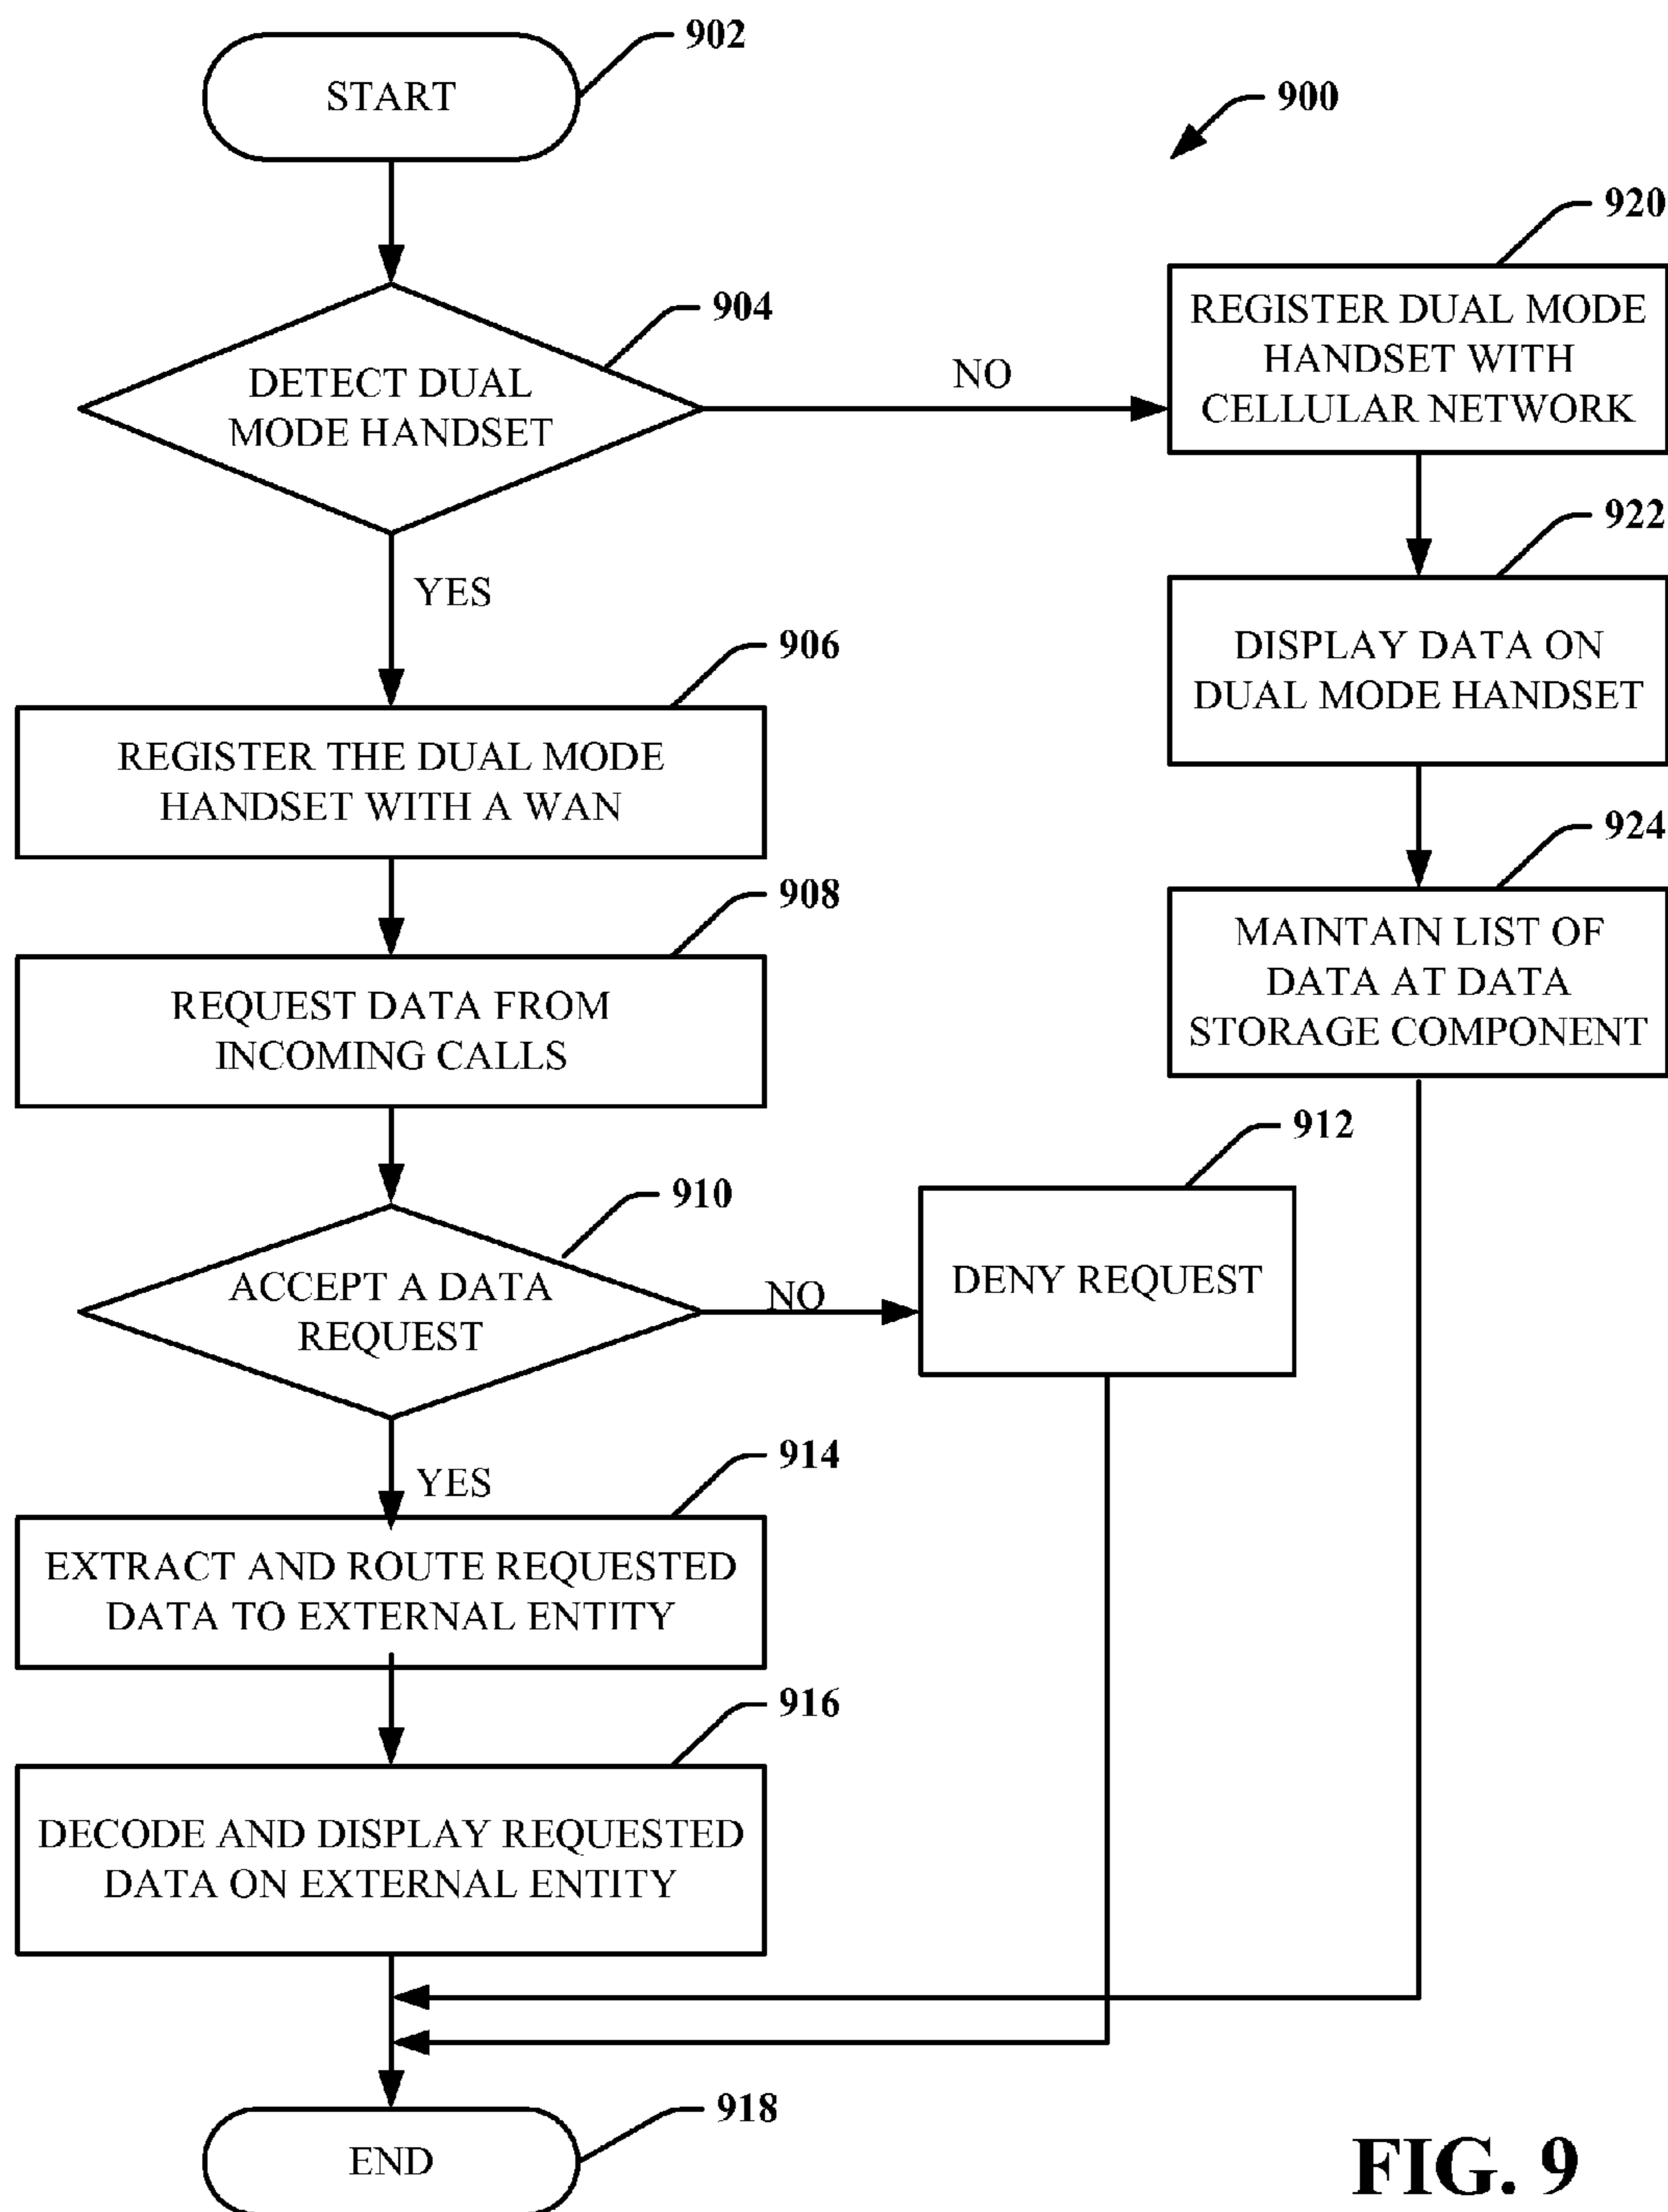 902
START
900
920
904
REGISTER DUAL MODE
HANDSET WITH
CELLULAR NETWORK
DETECT DUAL
MODE HANDSET
NO
922
YES
906
DISPLAY DATA ON
DUAL MODE HANDSET
REGISTER THE DUAL MODE
HANDSET WITH A WAN
924
908
MAINTAIN LIST OF
DATA AT DATA
STORAGE COMPONENT
REQUEST DATA FROM
INCOMING CALLS
912
910
DENY REQUEST
ACCEPT A DATA
REQUEST
NO
914
YES
EXTRACT AND ROUTE REQUESTED
DATA TO EXTERNAL ENTITY
916
DECODE AND DISPLAY REQUESTED
DATA ON EXTERNAL ENTITY
918
END
FIG. 9